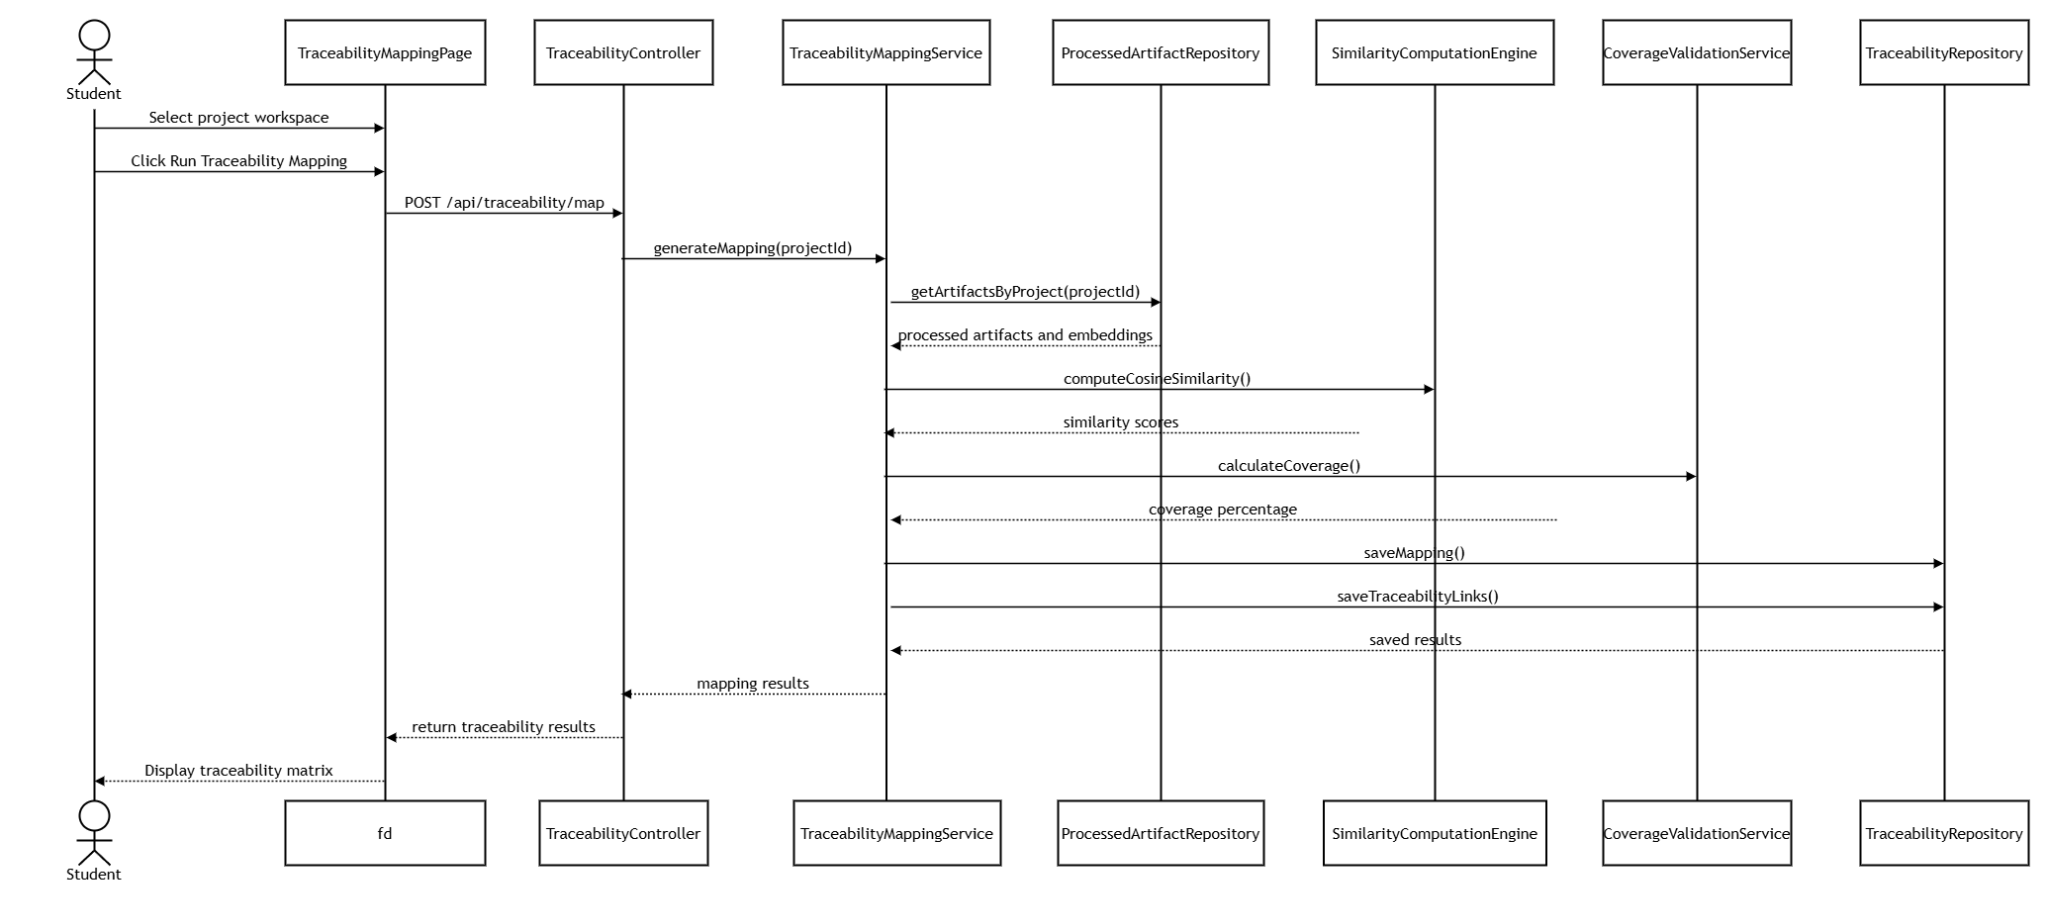 Student
TraceabilityMappingPage
TraceabilityController
TraceabilityMappingService
ProcessedArtifactRepository
SimilarityComputationEngine
CoverageValidationService
TraceabilityRepository
Select project workspace
Click Run Traceability Mapping
POST /api/traceability/map
generateMapping(projectId)
getArtifactsByProject(projectId)
processed artifacts and embeddings
computeCosineSimilarity()
similarity scores
calculateCoverage()
coverage percentage
saveMapping()
saveTraceabilityLinks()
saved results
mapping results
return traceability results
Display traceability matrix
Student
fd
TraceabilityController
TraceabilityMappingService
ProcessedArtifactRepository
SimilarityComputationEngine
CoverageValidationService
TraceabilityRepository